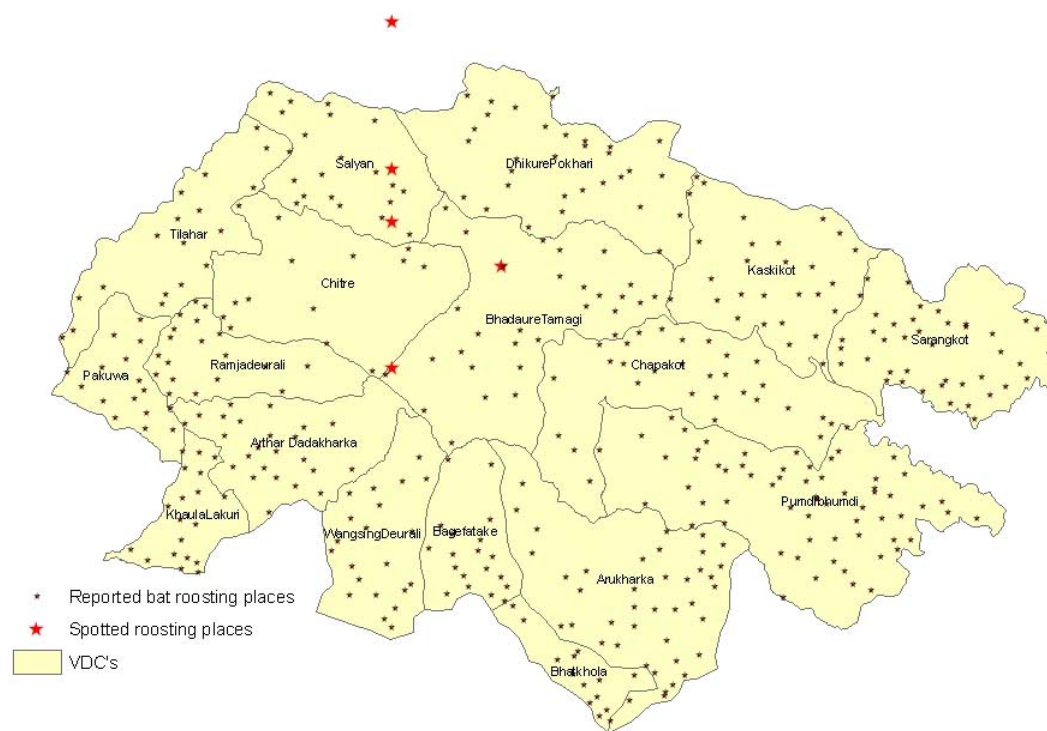 Salyan
DhikurePokhari
Tilahar
Kaskikot
Chitre
BhadaureTamagi
Sarangkot
Ramjadeurali
Chapakot
Pakuwa
Arthar Dadakharka
Pumdibhumdi
KhaulaLakuri
WangsingDeurali
Bagefatake
Arukharka
Bhatkhola
Reported bat roosting places
Spotted roosting places
VDC's